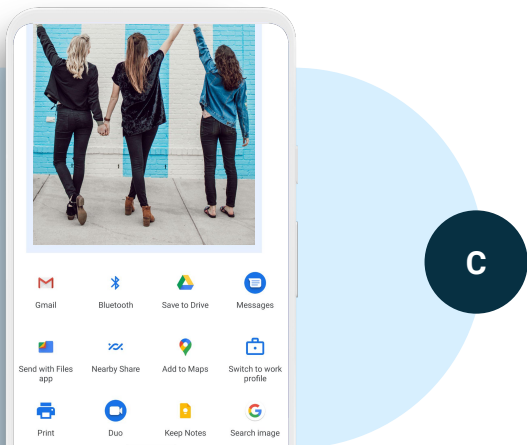 Gmail
Bluetooth
Save to Drive
Messages
Send with Files
app
Nearby Share
Add to Maps
Switch to work
profile
Print
Duo
Keep Notes
Search image
C